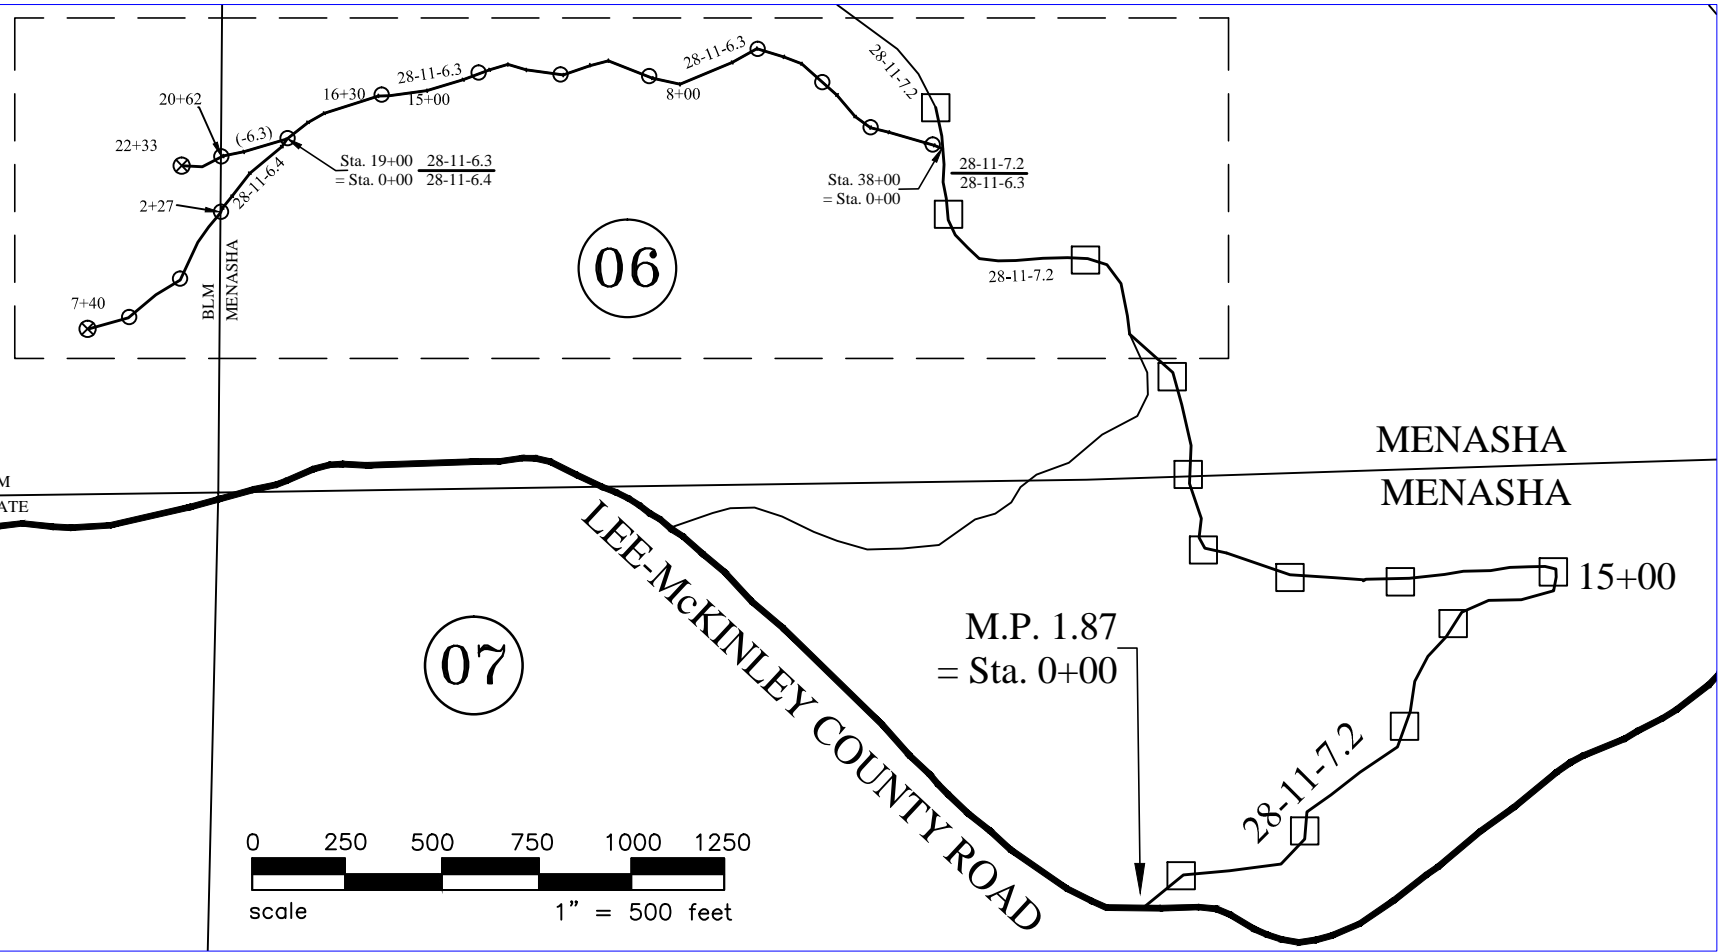 28-11-7.2
28-11-6.3
28-11-6.3
20+62
16+30
15+00
8+00
22+33
(-6.3)
Sta. 19+00 28-11-6.3
= Sta. 0+00 28-11-6.4
28-11-6.4
28-11-7.2
28-11-6.3
Sta. 38+00
= Sta. 0+00
2+27
06
28-11-7.2
BLM
MENASHA
7+40
MENASHA
MENASHA
M
ATE
LEE-McKINLEY COUNTY ROAD
15+00
M.P. 1.87
= Sta. 0+00
07
28-11-7.2
0 250 500 750 1000 1250
scale 1" = 500 feet